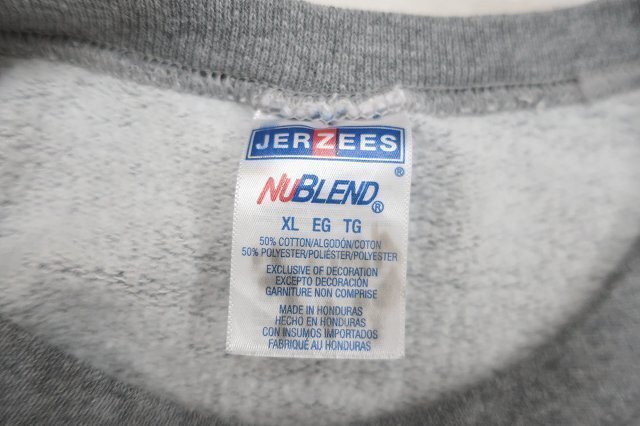 JERZEES
®
NUBLEND®
XL EG TG
50% COTTON/ALGODÓN/COTON
50% POLYESTER/POLIÉSTER/POLYESTER
EXCLUSIVE OF DECORATION
EXCEPTO DECORACIÓN
GARNITURE NON COMPRISE
MADE IN HONDURAS
HECHO EN HONDURAS
CON INSUMOS IMPORTADOS
FABRIQUÉ AU HONDURAS